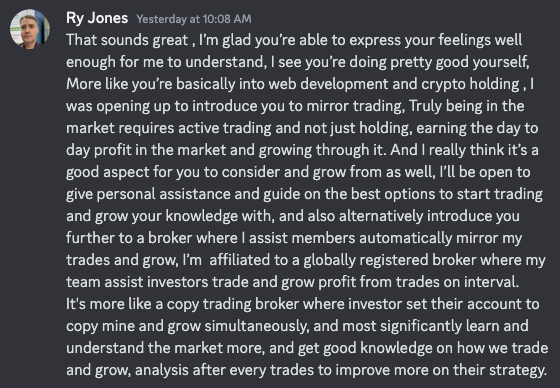 Ry Jones Yesterday at 10:08 AM
That sounds great , I'm glad you're able to express your feelings well
enough for me to understand, I see you're doing pretty good yourself,
More like you're basically into web development and crypto holding , I
was opening up to introduce you to mirror trading, Truly being in the
market requires active trading and not just holding, earning the day to
day profit in the market and growing through it. And I really think it's a
good aspect for you to consider and grow from as well, I'll be open to
give personal assistance and guide on the best options to start trading
and grow your knowledge with, and also alternatively introduce you
further to a broker where I assist members automatically mirror my
trades and grow, I'm  affiliated to a globally registered broker where my
team assist investors trade and grow profit from trades on interval.
It's more like a copy trading broker where investor set their account to
copy mine and grow simultaneously, and most significantly learn and
understand the market more, and get good knowledge on how we trade
and grow, analysis after every trades to improve more on their strategy.